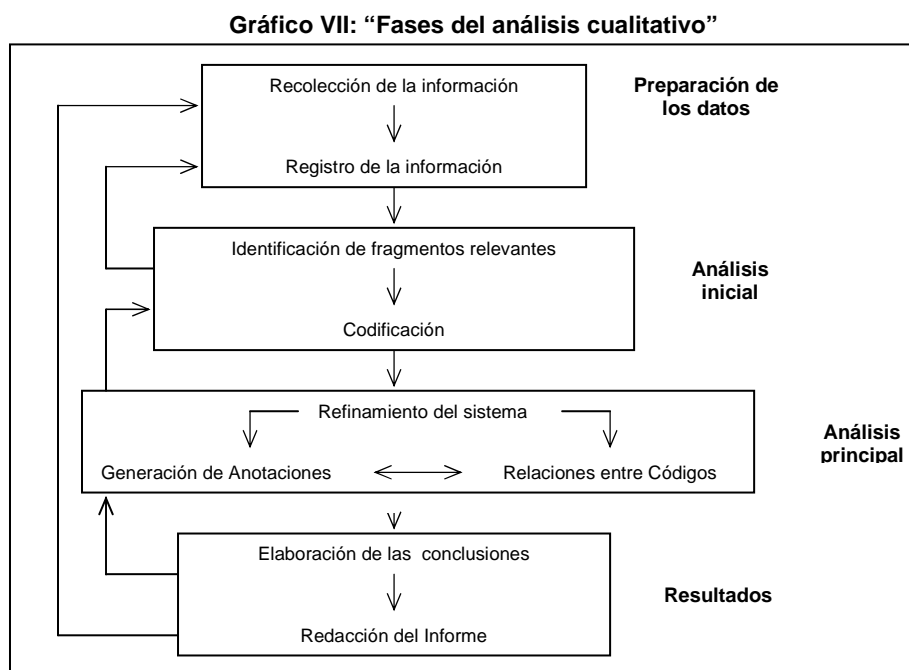 Gráfico VII: “Fases del análisis cualitativo”
Recolección de la información
Preparación de
los datos
Registro de la información
Identificación de fragmentos relevantes
Análisis
inicial
Codificación
Refinamiento del sistema
Análisis
principal
Generación de Anotaciones
Relaciones entre Códigos
Elaboración de las conclusiones
Resultados
Redacción del Informe